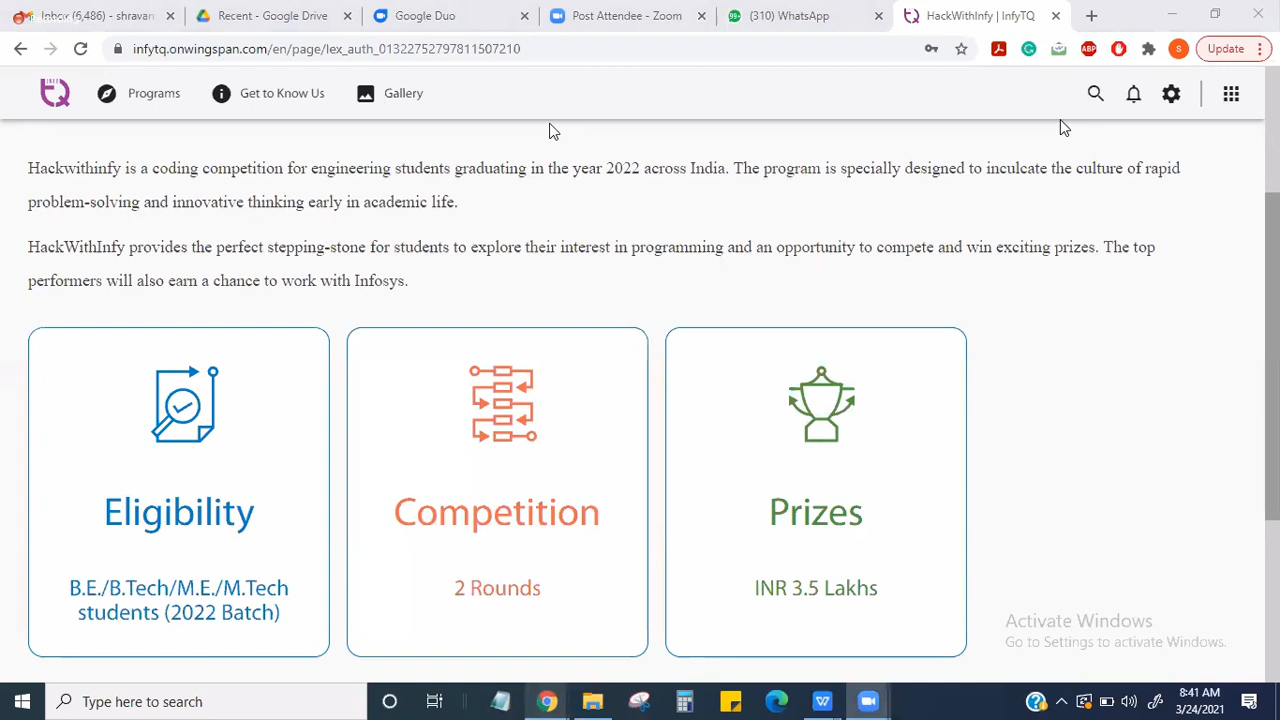 Inbox (6,486) - shravan
Recent - Google Drive
Google Duo
Post Attendee - Zoom
(310) WhatsApp
HackWithInfy | InfyTQ
infytq.onwingspan.com/en/page/lex_auth_01322752797811507210
ABP
S
Update
INFY
TQ
Programs
Get to Know Us
Gallery
Hackwithinfy is a coding competition for engineering students graduating in the year 2022 across India. The program is specially designed to inculcate the culture of rapid
problem-solving and innovative thinking early in academic life.
HackWithInfy provides the perfect stepping-stone for students to explore their interest in programming and an opportunity to compete and win exciting prizes. The top
performers will also earn a chance to work with Infosys.
Eligibility
B.E./B.Tech/M.E./M.Tech
students (2022 Batch)
Competition
2 Rounds
Prizes
INR 3.5 Lakhs
Activate Windows
Go to Settings to activate Windows.
Type here to search
8:41 AM
3/24/2021